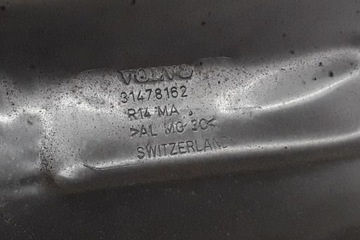 VOLVO
31478162
R14 MA
>AL MG 3C<
SWITZERLAND